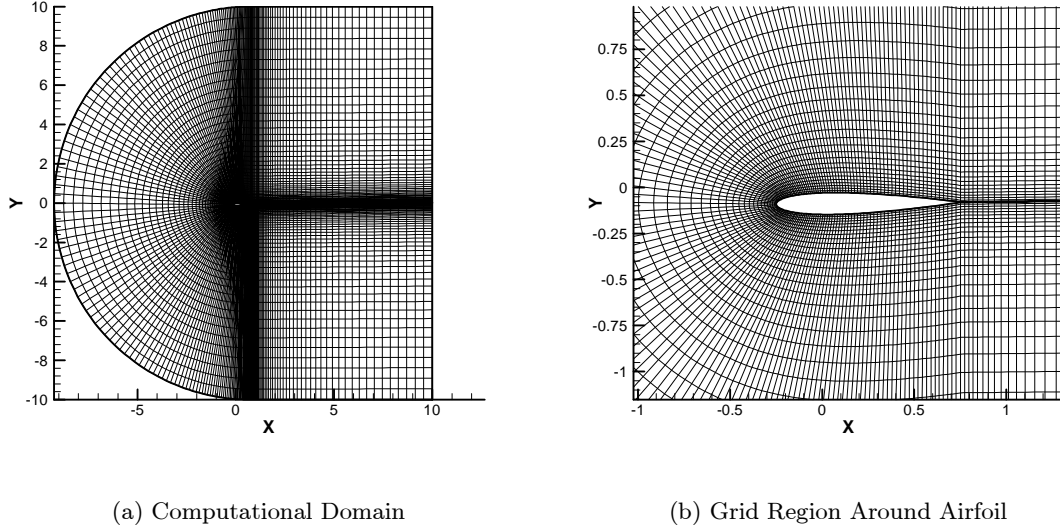 10
8
6
4
2
0
-2
-4
-6
-8
-10
Y
-5 0 5 10
X
0.75
0.5
0.25
0
-0.25
-0.5
-0.75
-1
Y
-1 -0.5 0 0.5 1
X
(a) Computational Domain
(b) Grid Region Around Airfoil